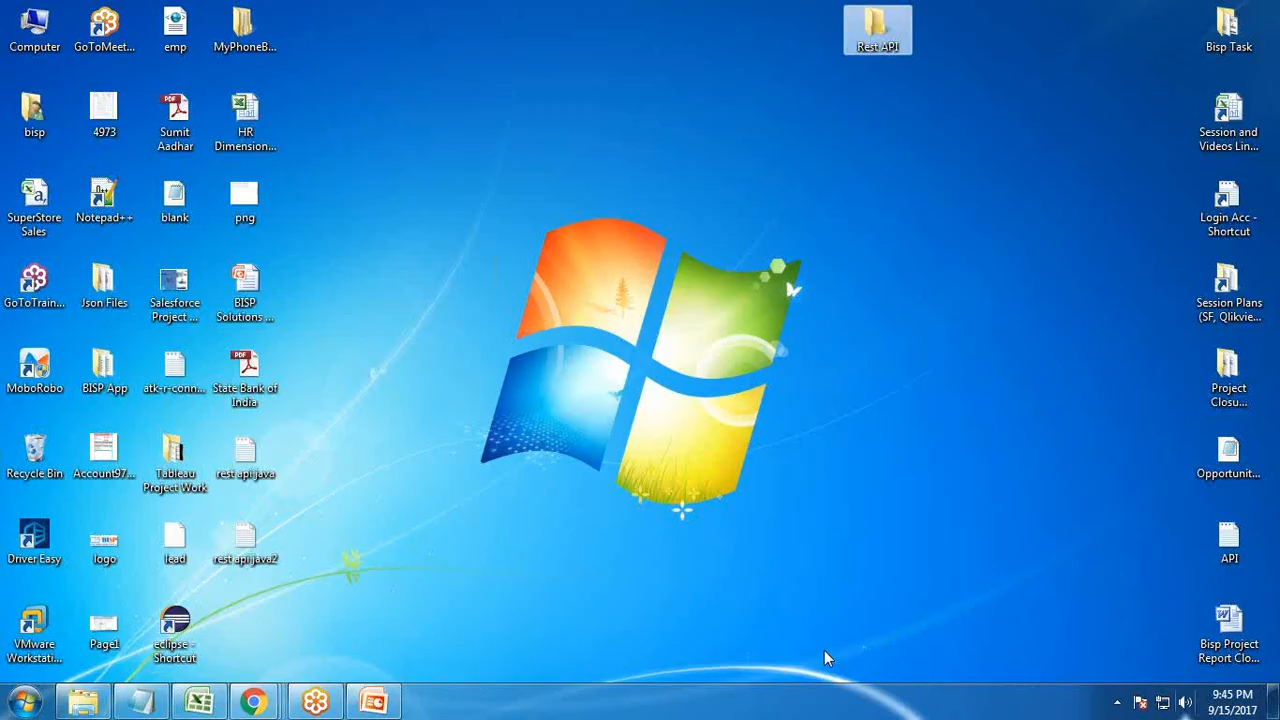 Computer
GoToMeet...
emp
MyPhoneB...
Rest API
Bisp Task
bisp
4973
Sumit
Aadhar
HR
Dimension...
Session and
Videos Lin...
SuperStore
Sales
Notepad++
blank
png
Login Acc -
Shortcut
GoToTrain...
Json Files
Salesforce
Project ...
BISP
Solutions ...
Session Plans
(SF, Qlikvie...
MoboRobo
BISP App
atk-r-conn...
State Bank of
India
Project
Closu...
Recycle Bin
Account97...
Tableau
Project Work
rest api java
Opportunit...
Driver Easy
logo
lead
rest api java2
API
VMware
Workstati...
Page1
eclipse -
Shortcut
Bisp Project
Report Clo...
9:45 PM
9/15/2017